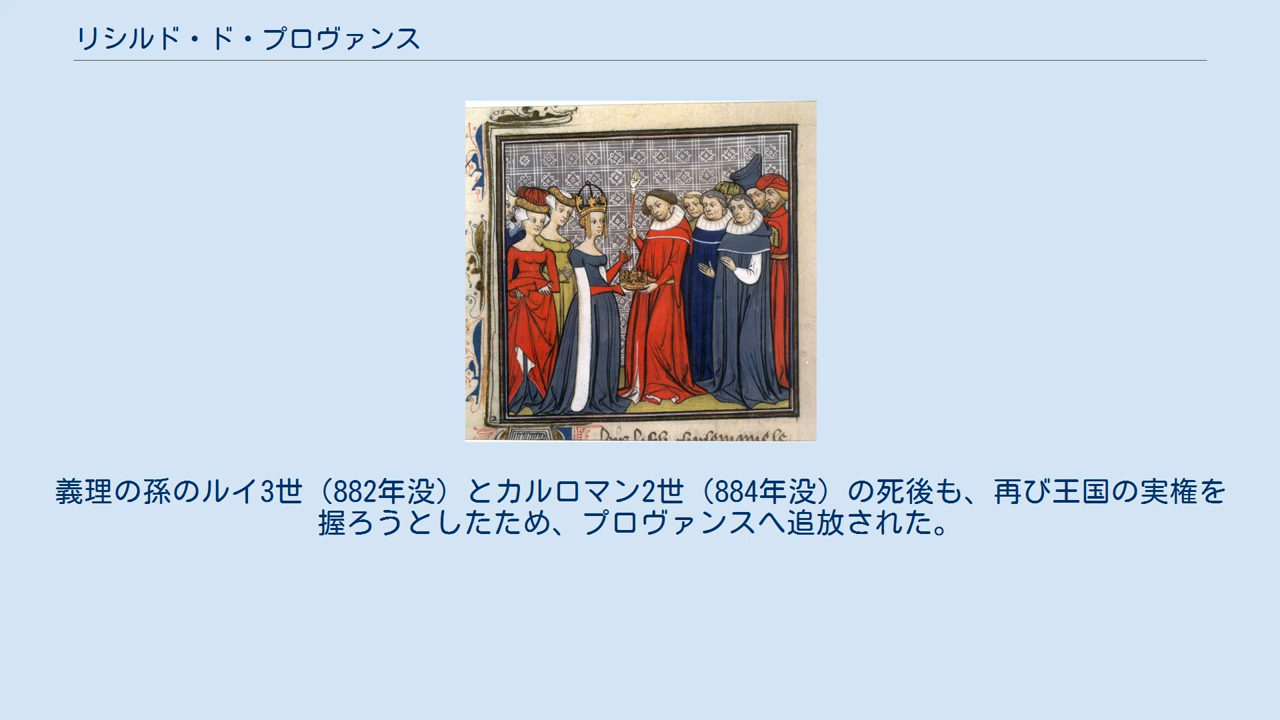 リシルド・ド・プロヴァンス
義理の孫のルイ3世（882年没）とカルロマン2世（884年没）の死後も、再び王国の実権を
握ろうとしたため、プロヴァンスへ追放された。